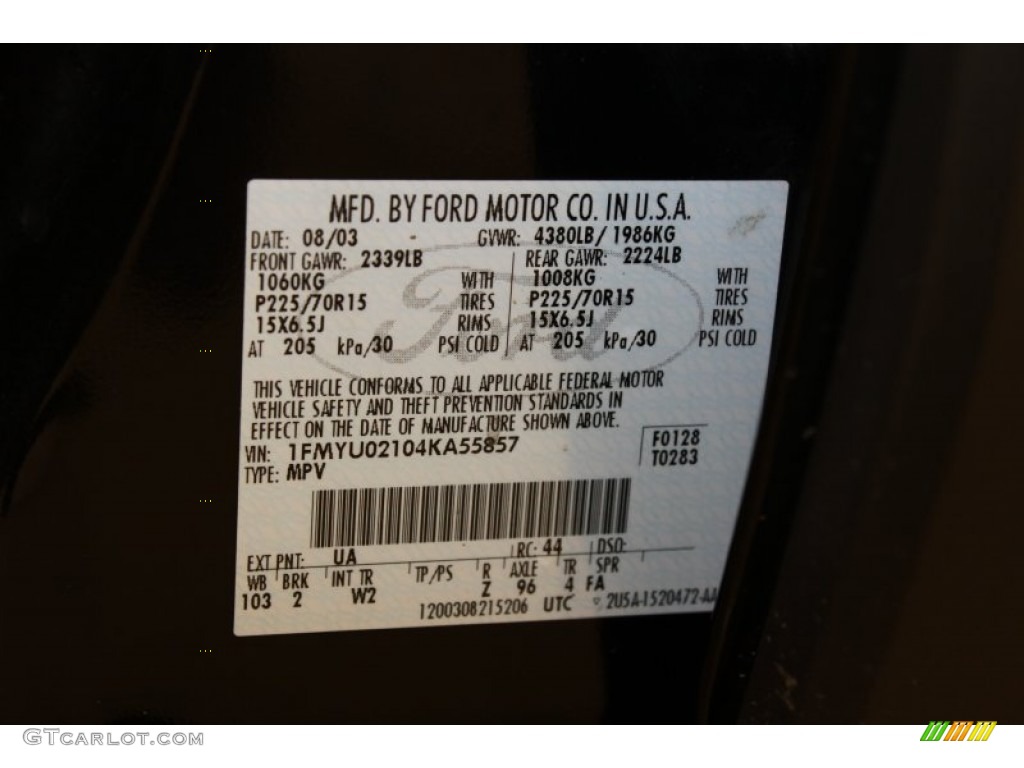 MFD. BY FORD MOTOR CO. IN U.S.A.
DATE: 08/03 GVWR: 4380LB/ 1986KG
FRONT GAWR: 2339LB REAR GAWR: 2224LB
1060KG WITH 1008KG WITH
P225/70R15 TIRES P225/70R15 TIRES
15X6.5J RIMS 15X6.5J RIMS
AT 205 kPa/30 PSI COLD AT 205 kPa/30 PSI COLD
Ford
THIS VEHICLE CONFORMS TO ALL APPLICABLE FEDERAL MOTOR
VEHICLE SAFETY AND THEFT PREVENTION STANDARDS IN
EFFECT ON THE DATE OF MANUFACTURE SHOWN ABOVE.
VIN: 1FMYU02104KA55857 F0128
TYPE: MPV T0283
EXT PNT: UA RC: 44 DSO:
WB BRK INT TR TP/PS R AXLE TR SPR
103 2 W2 Z 96 4 FA
1200308215206 UTC 2U5A-1520472-AA
GTcarlot.com